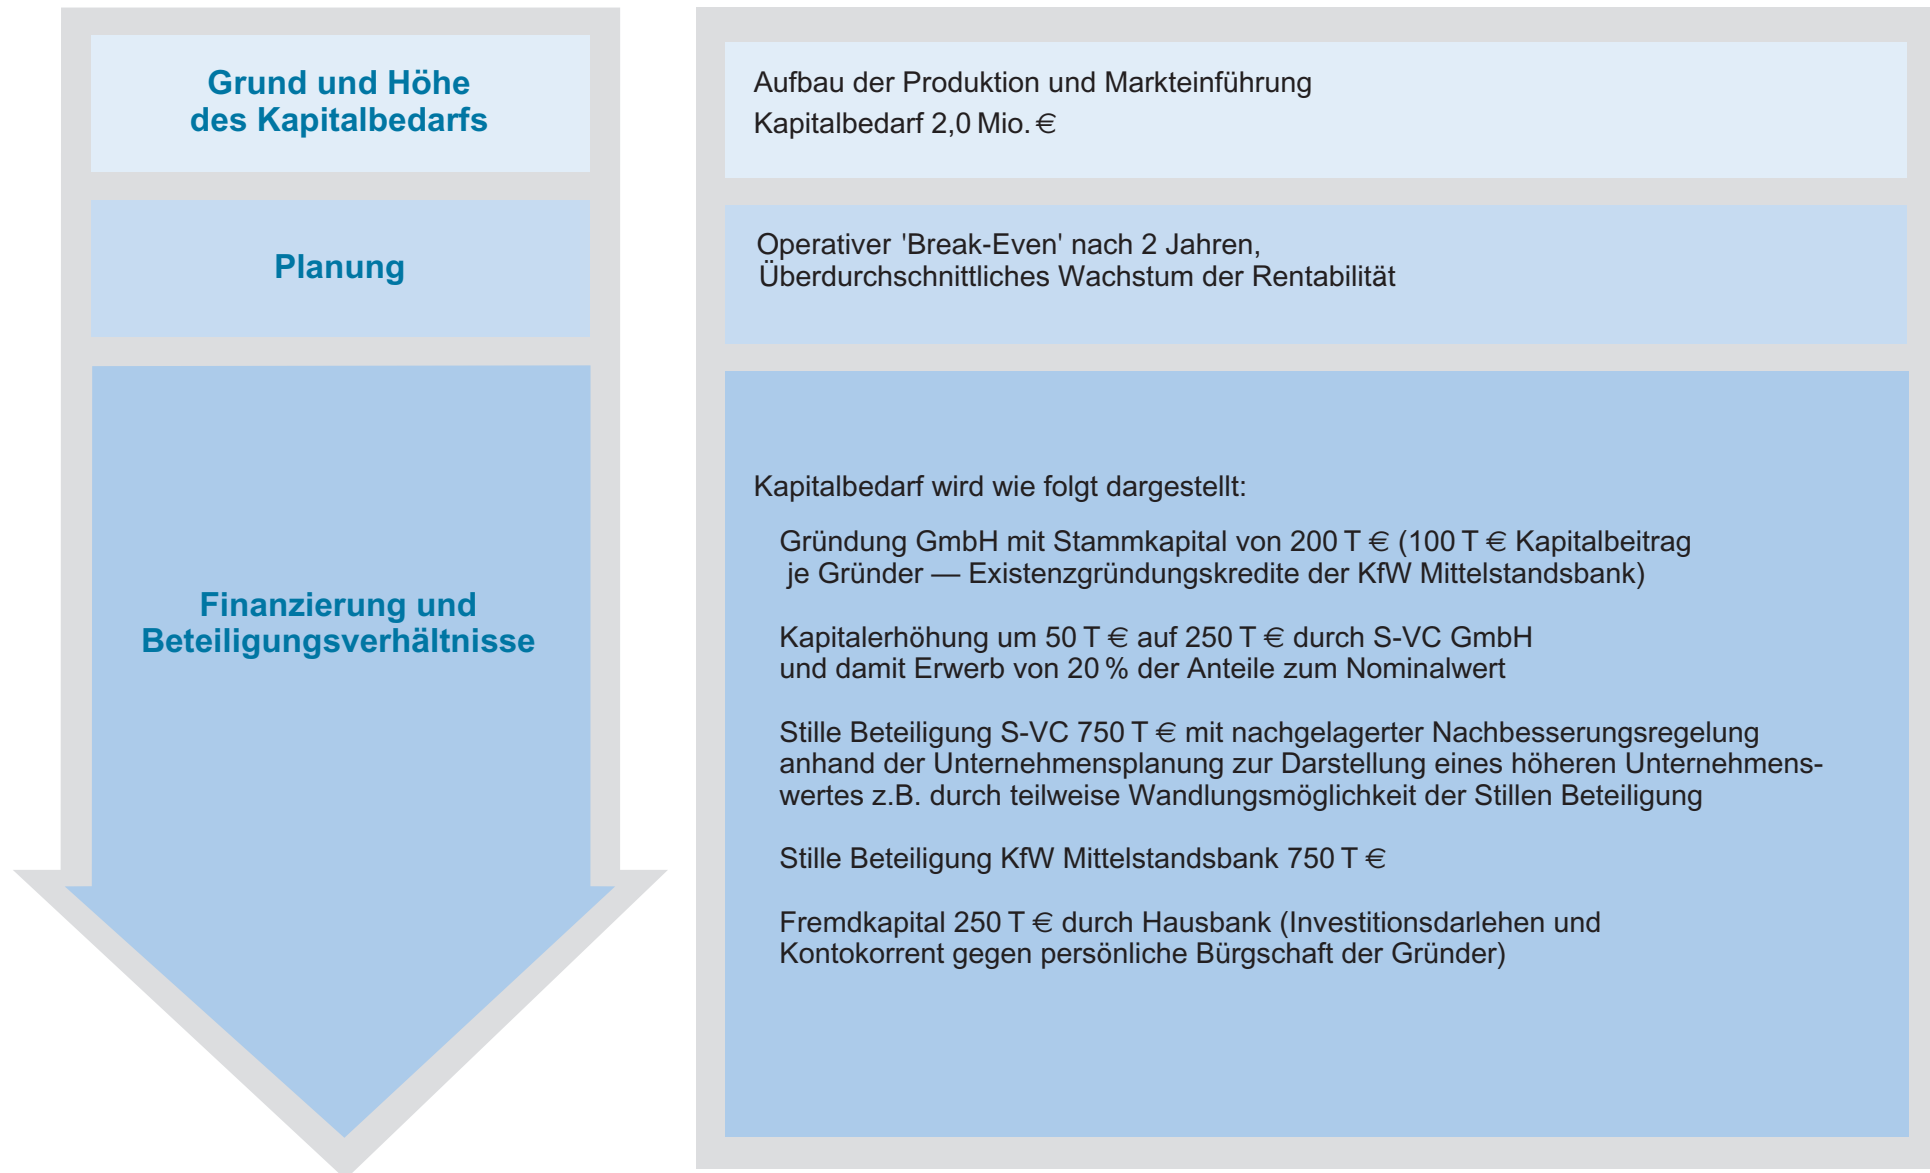 Grund und Höhe
des Kapitalbedarfs
Aufbau der Produktion und Markteinführung
Kapitalbedarf 2,0 Mio. €
Planung
Operativer 'Break-Even' nach 2 Jahren,
Überdurchschnittliches Wachstum der Rentabilität
Finanzierung und
Beteiligungsverhältnisse
Kapitalbedarf wird wie folgt dargestellt:
Gründung GmbH mit Stammkapital von 200 T € (100 T € Kapitalbeitrag
je Gründer — Existenzgründungskredite der KfW Mittelstandsbank)
Kapitalerhöhung um 50 T € auf 250 T € durch S-VC GmbH
und damit Erwerb von 20 % der Anteile zum Nominalwert
Stille Beteiligung S-VC 750 T € mit nachgelagerter Nachbesserungsregelung
anhand der Unternehmensplanung zur Darstellung eines höheren Unternehmens-
wertes z.B. durch teilweise Wandlungsmöglichkeit der Stillen Beteiligung
Stille Beteiligung KfW Mittelstandsbank 750 T €
Fremdkapital 250 T € durch Hausbank (Investitionsdarlehen und
Kontokorrent gegen persönliche Bürgschaft der Gründer)